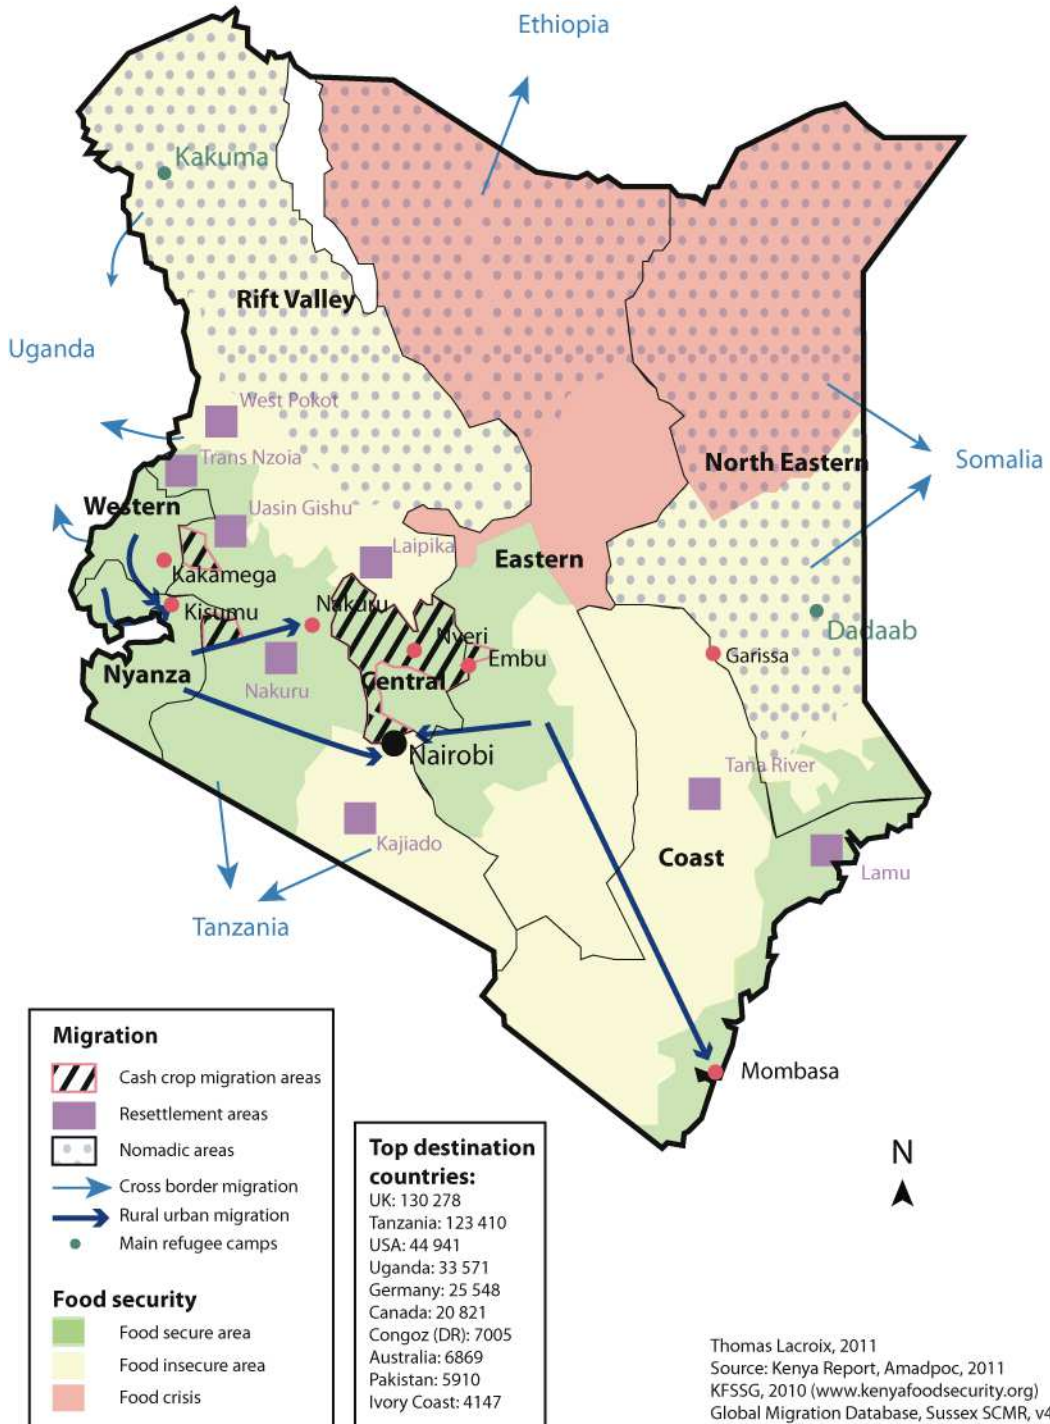 Ethiopia
Kakuma
Rift Valley
Uganda
West Pokot
Trans Nzoia
North Eastern
Somalia
Western
Uasin Gishu
Laipika
Eastern
Kakamega
Kisumu
Nakuru
Nyeri
Embu
Dadaab
Garissa
Nyanza
Nakuru
Central
Nairobi
Tana River
Kajiado
Coast
Lamu
Tanzania
Mombasa
N
Migration
Cash crop migration areas
Resettlement areas
Nomadic areas
Cross border migration
Rural urban migration
Main refugee camps
Food security
Food secure area
Food insecure area
Food crisis
Top destination
countries:
UK: 130 278
Tanzania: 123 410
USA: 44 941
Uganda: 33 571
Germany: 25 548
Canada: 20 821
Congoz (DR): 7005
Australia: 6869
Pakistan: 5910
Ivory Coast: 4147
Thomas Lacroix, 2011
Source: Kenya Report, Amadpoc, 2011
KFSSG, 2010 (www.kenyafoodsecurity.org)
Global Migration Database, Sussex SCMR, v4